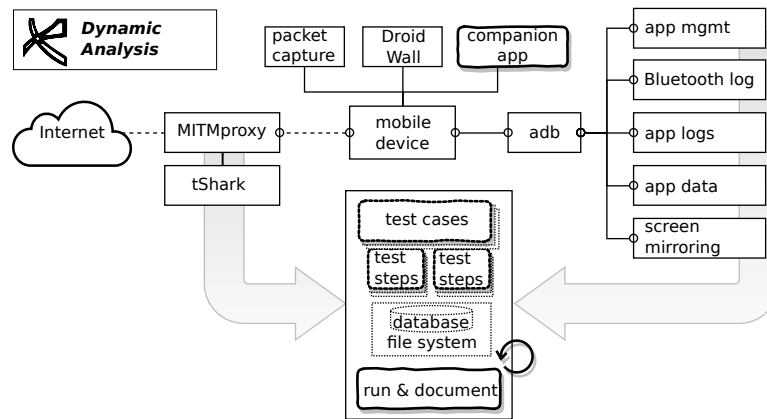 Dynamic
Analysis
packet
capture
Droid
Wall
companion
app
app mgmt
Bluetooth log
Internet
MITMproxy
mobile
device
adb
app logs
tShark
app data
test cases
screen
mirroring
test
steps
test
steps
database
file system
run & document